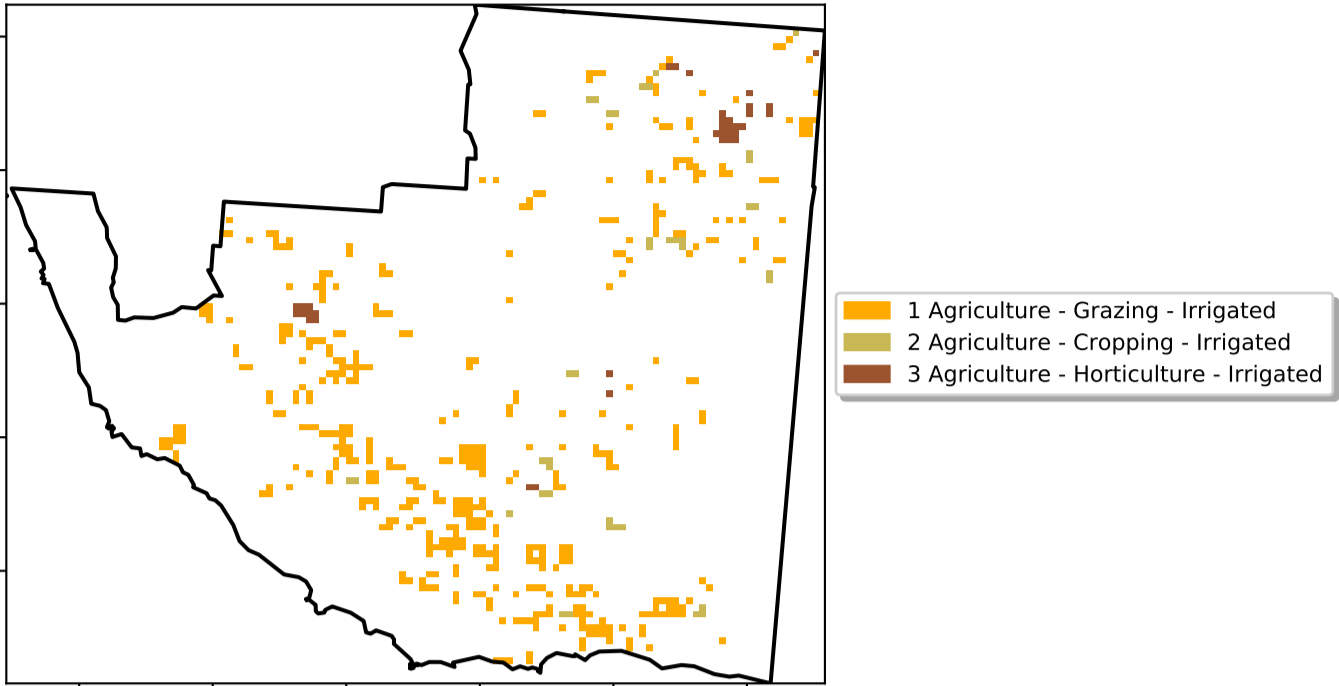 1 Agriculture - Grazing - Irrigated
2 Agriculture - Cropping - Irrigated
3 Agriculture - Horticulture - Irrigated